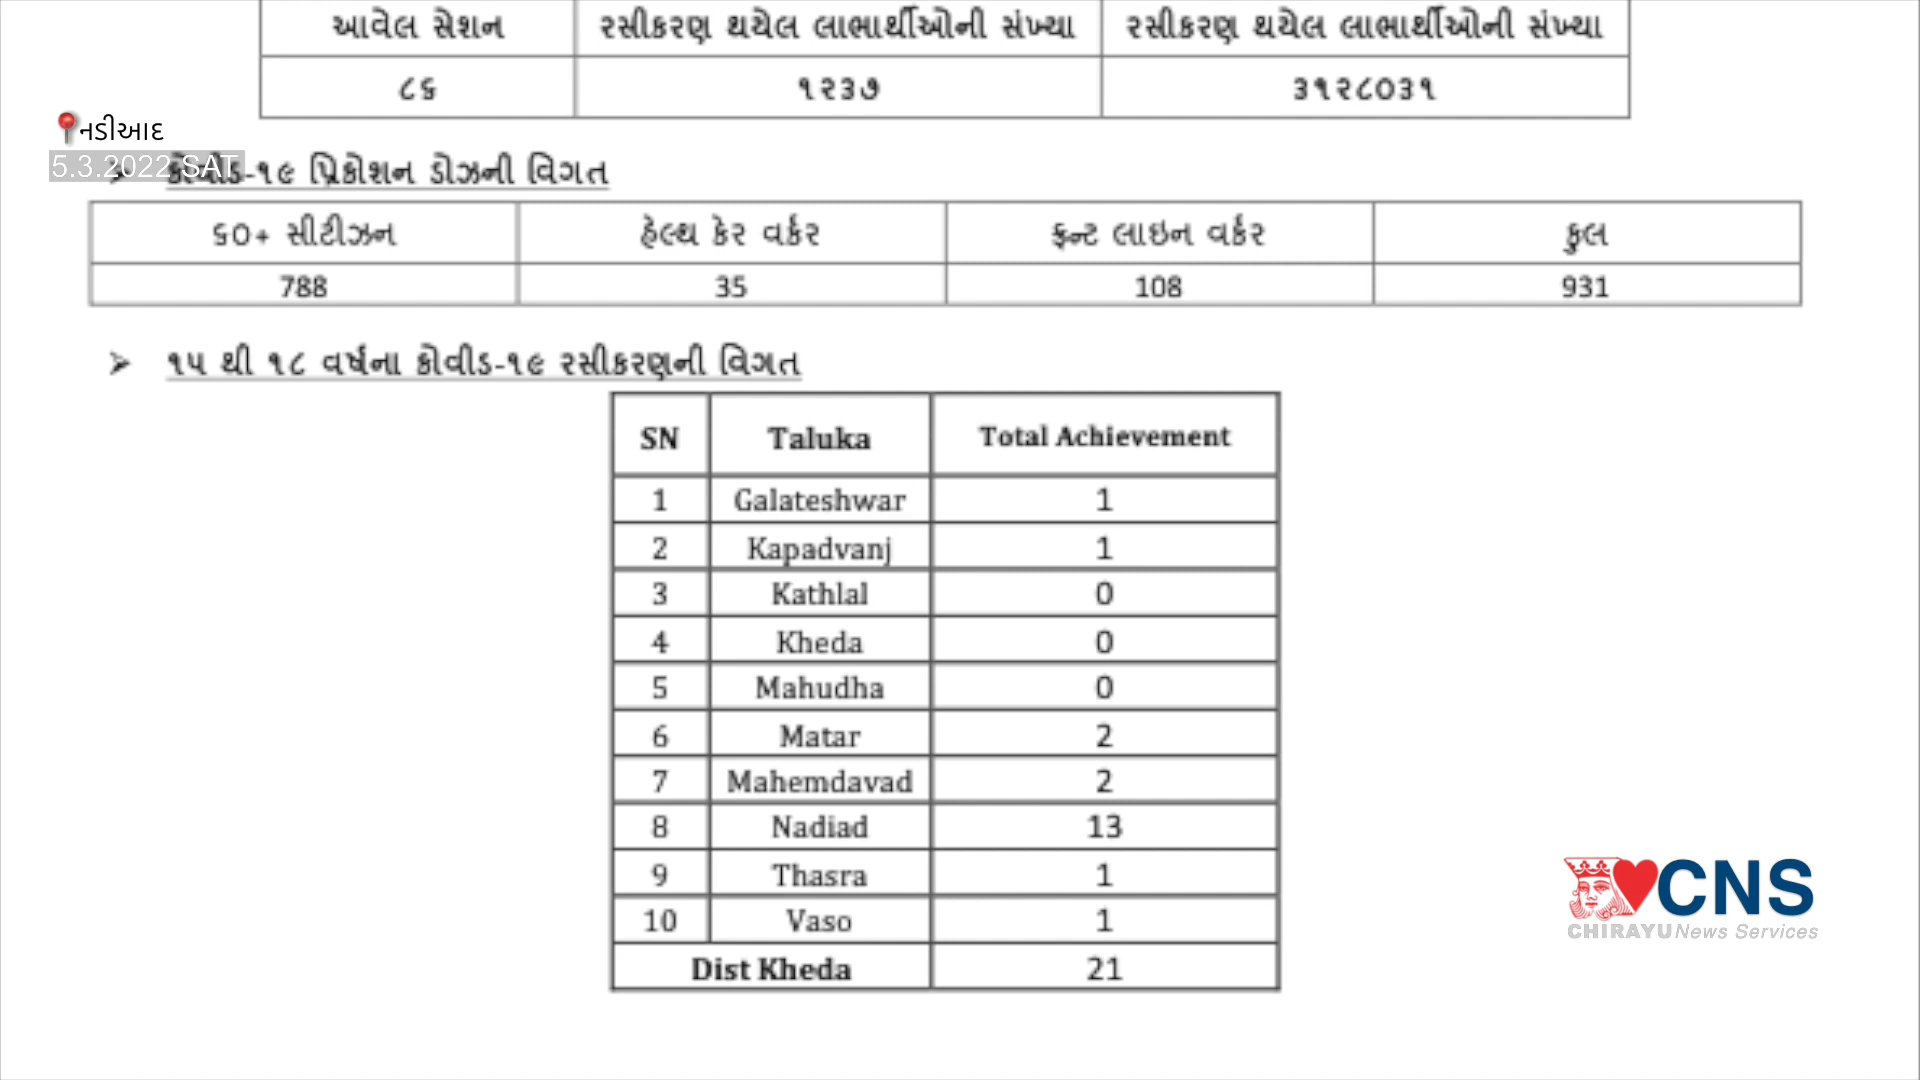 આવેલ સેશન રસીકરણ થયેલ લાભાર્થીઓની સંખ્યા રસીકરણ થયેલ લાભાર્થીઓની સંખ્યા
૮૬ ૧૨૩૭ ૩૧૨૮૦૩૧
નડીઆદ
5.3.2022 SAT
➢ કોવીડ-૧૯ પ્રિકોશન ડોઝની વિગત
૬૦+ સીટીઝન હેલ્થ કેર વર્કર ફ્રન્ટ લાઇન વર્કર કુલ
788 35 108 931
➢ ૧૫ થી ૧૮ વર્ષના કોવીડ-૧૯ રસીકરણની વિગત
SN Taluka Total Achievement
1 Galateshwar 1
2 Kapadvanj 1
3 Kathlal 0
4 Kheda 0
5 Mahudha 0
6 Matar 2
7 Mahemdavad 2
8 Nadiad 13
9 Thasra 1
10 Vaso 1
Dist Kheda 21
CNS
CHIRAYU News Services